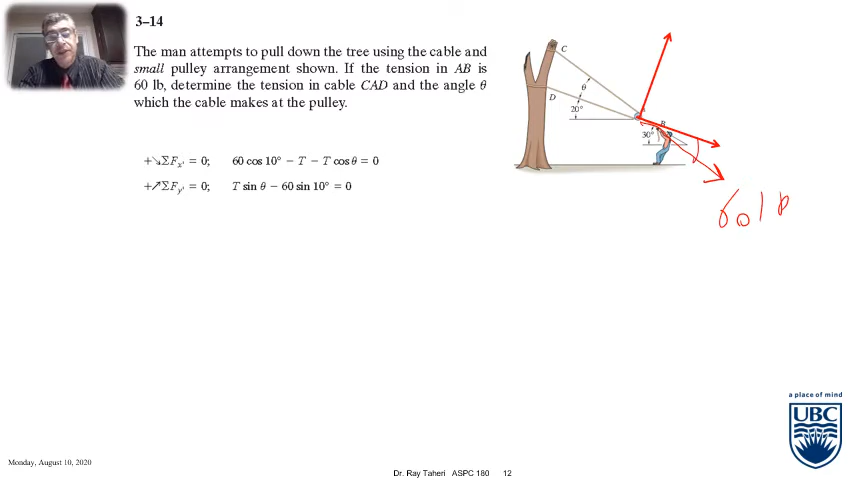 3–14
The man attempts to pull down the tree using the cable and
small pulley arrangement shown. If the tension in AB is
60 lb, determine the tension in cable CAD and the angle θ
which the cable makes at the pulley.
+↘ΣFx' = 0; 60 cos 10° − T − T cos θ = 0
+↗ΣFy' = 0; T sin θ − 60 sin 10° = 0
C
θ
D
20°
B
30°
60 lb
a place of mind
UBC
Monday, August 10, 2020
Dr. Ray Taheri ASPC 180 12